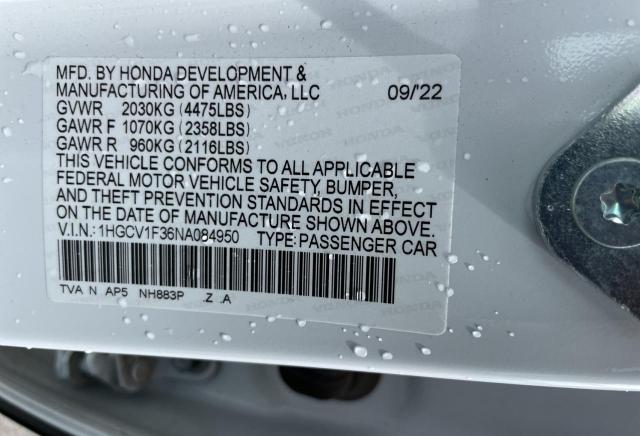 MFD. BY HONDA DEVELOPMENT &
MANUFACTURING OF AMERICA, LLC 09/22
GVWR 2030KG (4475LBS)
GAWR F 1070KG (2358LBS)
GAWR R 960KG (2116LBS)
THIS VEHICLE CONFORMS TO ALL APPLICABLE
FEDERAL MOTOR VEHICLE SAFETY, BUMPER,
AND THEFT PREVENTION STANDARDS IN EFFECT
ON THE DATE OF MANUFACTURE SHOWN ABOVE.
V.I.N.: 1HGCV1F36NA084950 TYPE: PASSENGER CAR
TVA N AP5 NH883P .Z .A